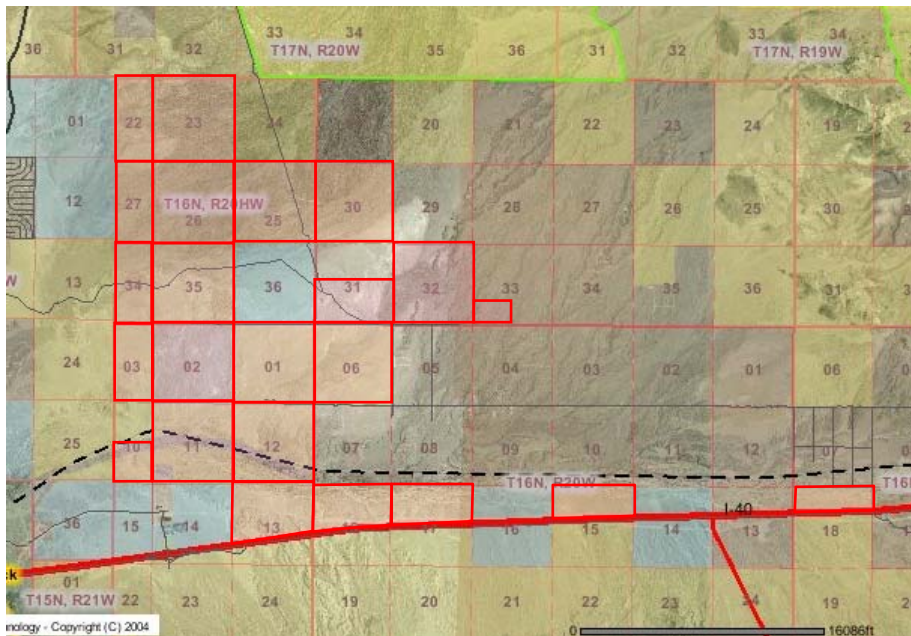 33 34 33 34
36 31 32 T17N, R20W 35 36 31 32 T17N, R19W
01 22 23 24 20 21 22 23 24 19
12 27 T16N, R20HW 30 29 28 27 26 25 30
26 25
W 13 34 35 36 31 32 33 34 35 36 31
24 03 02 01 06 05 04 03 02 01 06
25 10 11 12 07 08 09 10 11 12 07
T16N, R20W T16
I-40
36 15 14 13 18 17 16 15 14 13 18
ck
01
T15N, R21W 22 23 24 19 20 21 22 23 24 19
nology - Copyright (C) 2004 0 16086ft